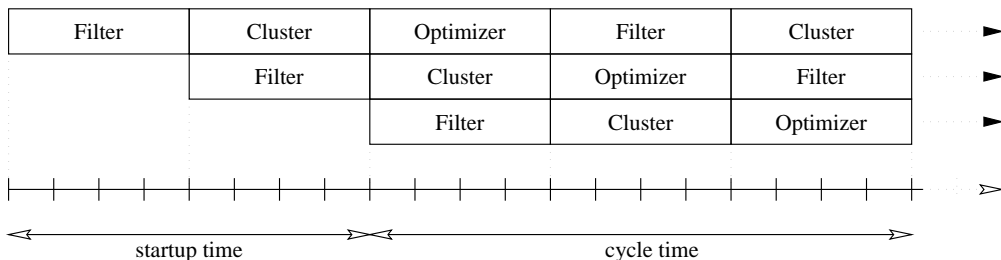 Filter Cluster Optimizer Filter Cluster
Filter Cluster Optimizer Filter
Filter Cluster Optimizer
startup time cycle time